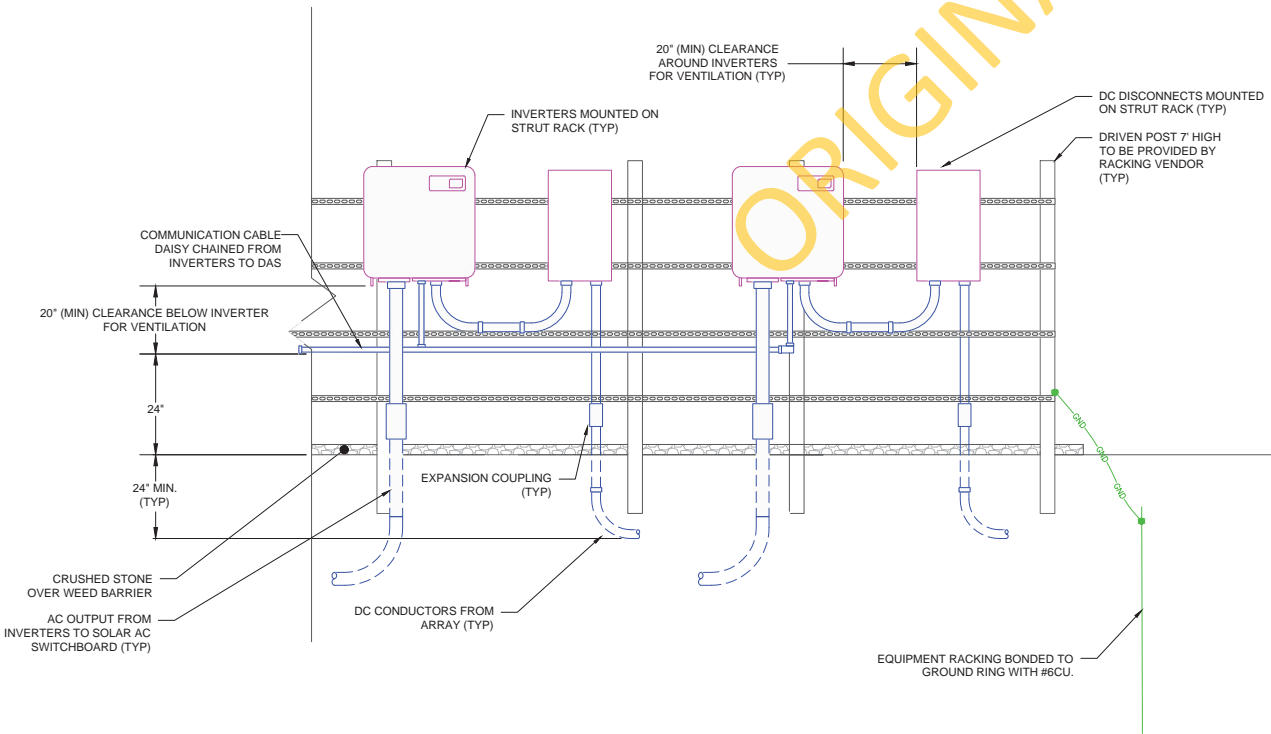 ORIGINA
20" (MIN) CLEARANCE
AROUND INVERTERS
FOR VENTILATION (TYP)
DC DISCONNECTS MOUNTED
ON STRUT RACK (TYP)
INVERTERS MOUNTED ON
STRUT RACK (TYP)
DRIVEN POST 7' HIGH
TO BE PROVIDED BY
RACKING VENDOR
(TYP)
COMMUNICATION CABLE
DAISY CHAINED FROM
INVERTERS TO DAS
20" (MIN) CLEARANCE BELOW INVERTER
FOR VENTILATION
24"
24" MIN.
(TYP)
EXPANSION COUPLING
(TYP)
GND
GND
GND
CRUSHED STONE
OVER WEED BARRIER
AC OUTPUT FROM
INVERTERS TO SOLAR AC
SWITCHBOARD (TYP)
DC CONDUCTORS FROM
ARRAY (TYP)
EQUIPMENT RACKING BONDED TO
GROUND RING WITH #6CU.